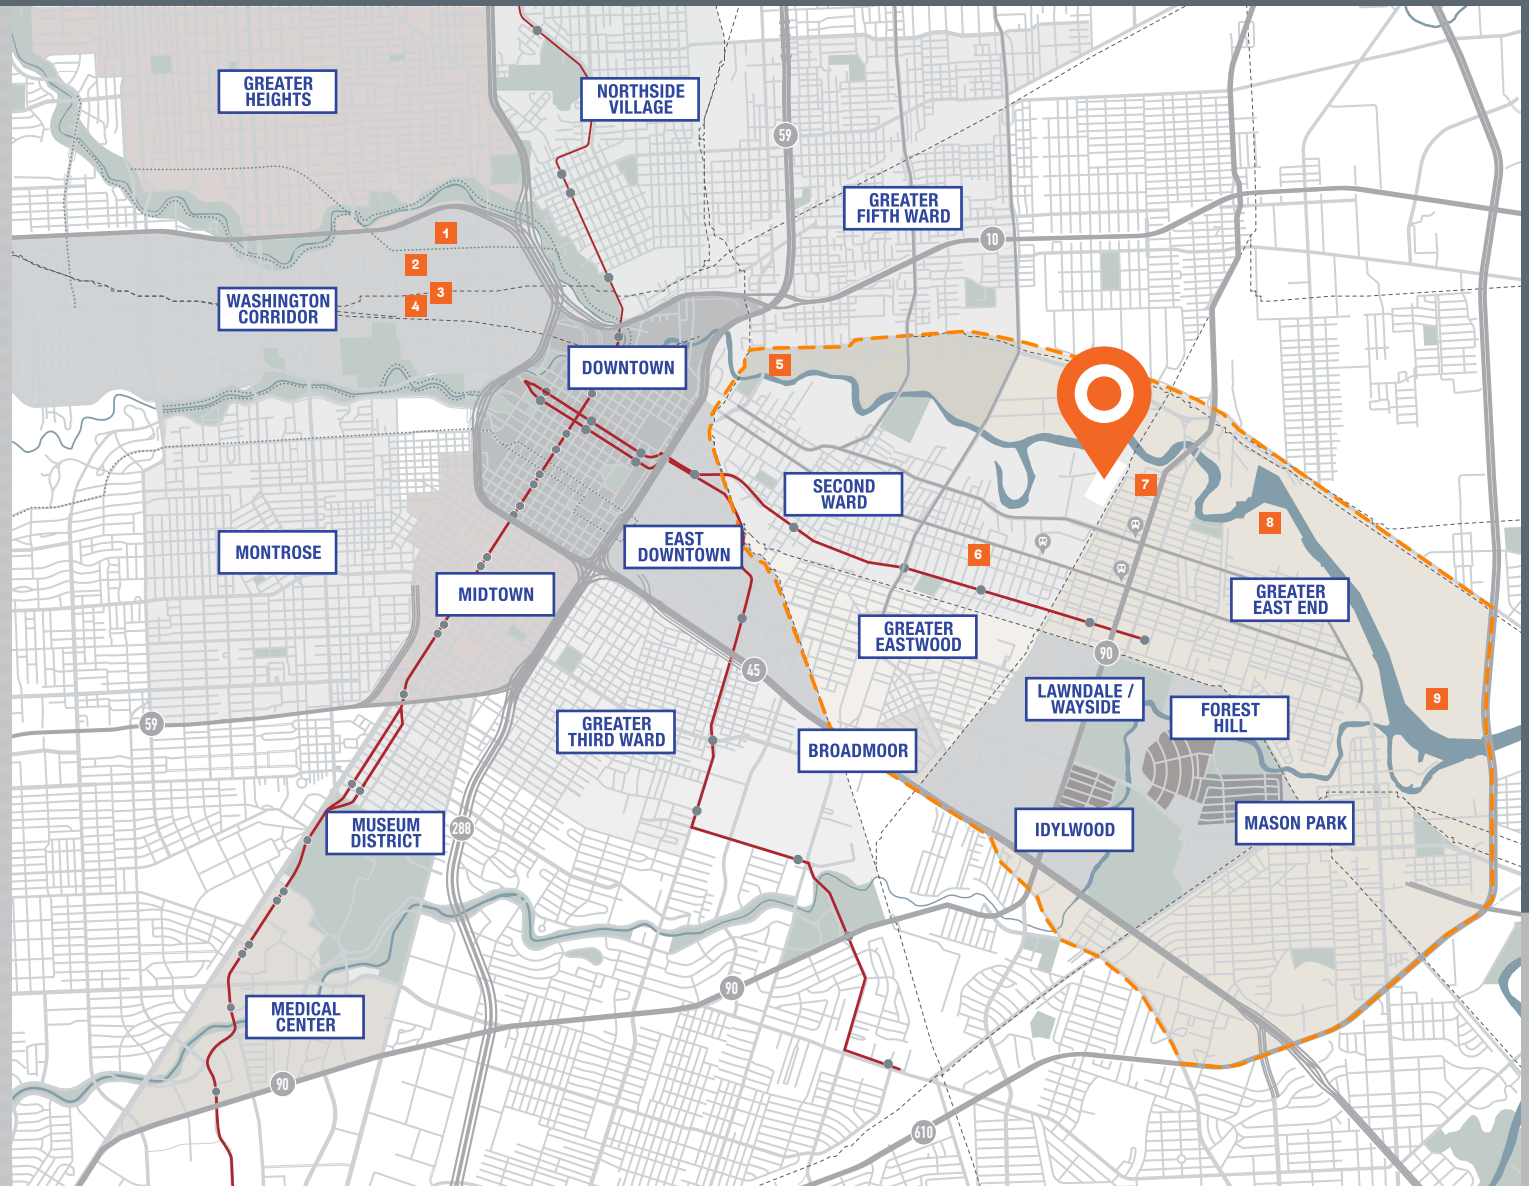 GREATER
HEIGHTS
NORTHSIDE
VILLAGE
59
GREATER
FIFTH WARD
1
10
2
3
WASHINGTON
CORRIDOR
4
DOWNTOWN
5
SECOND
WARD
7
8
MONTROSE
EAST
DOWNTOWN
6
MIDTOWN
GREATER
EAST END
GREATER
EASTWOOD
90
45
LAWNDALE /
WAYSIDE
9
FOREST
HILL
59
GREATER
THIRD WARD
BROADMOOR
MUSEUM
DISTRICT
288
IDYLWOOD
MASON PARK
90
MEDICAL
CENTER
90
610